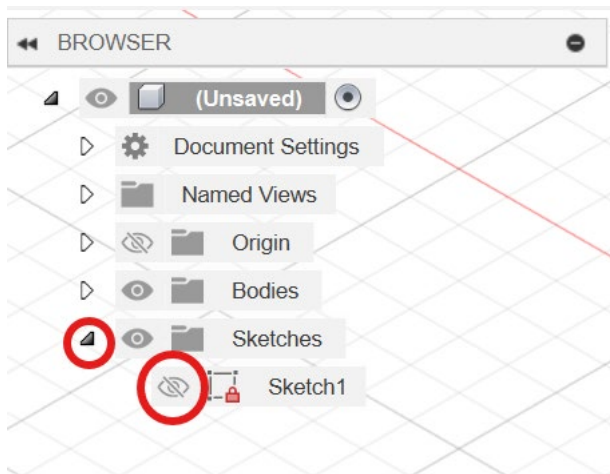 BROWSER
(Unsaved)
Document Settings
Named Views
Origin
Bodies
Sketches
Sketch1